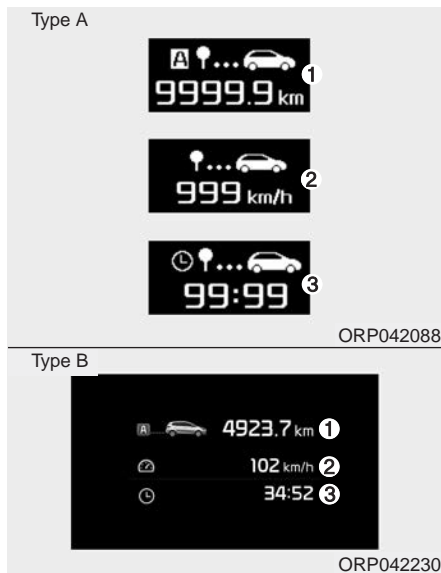 Type A
A
9999.9 km
1
999 km/h
2
99:99
3
ORP042088
Type B
A 4923.7 km 1
102 km/h 2
34:52 3
ORP042230